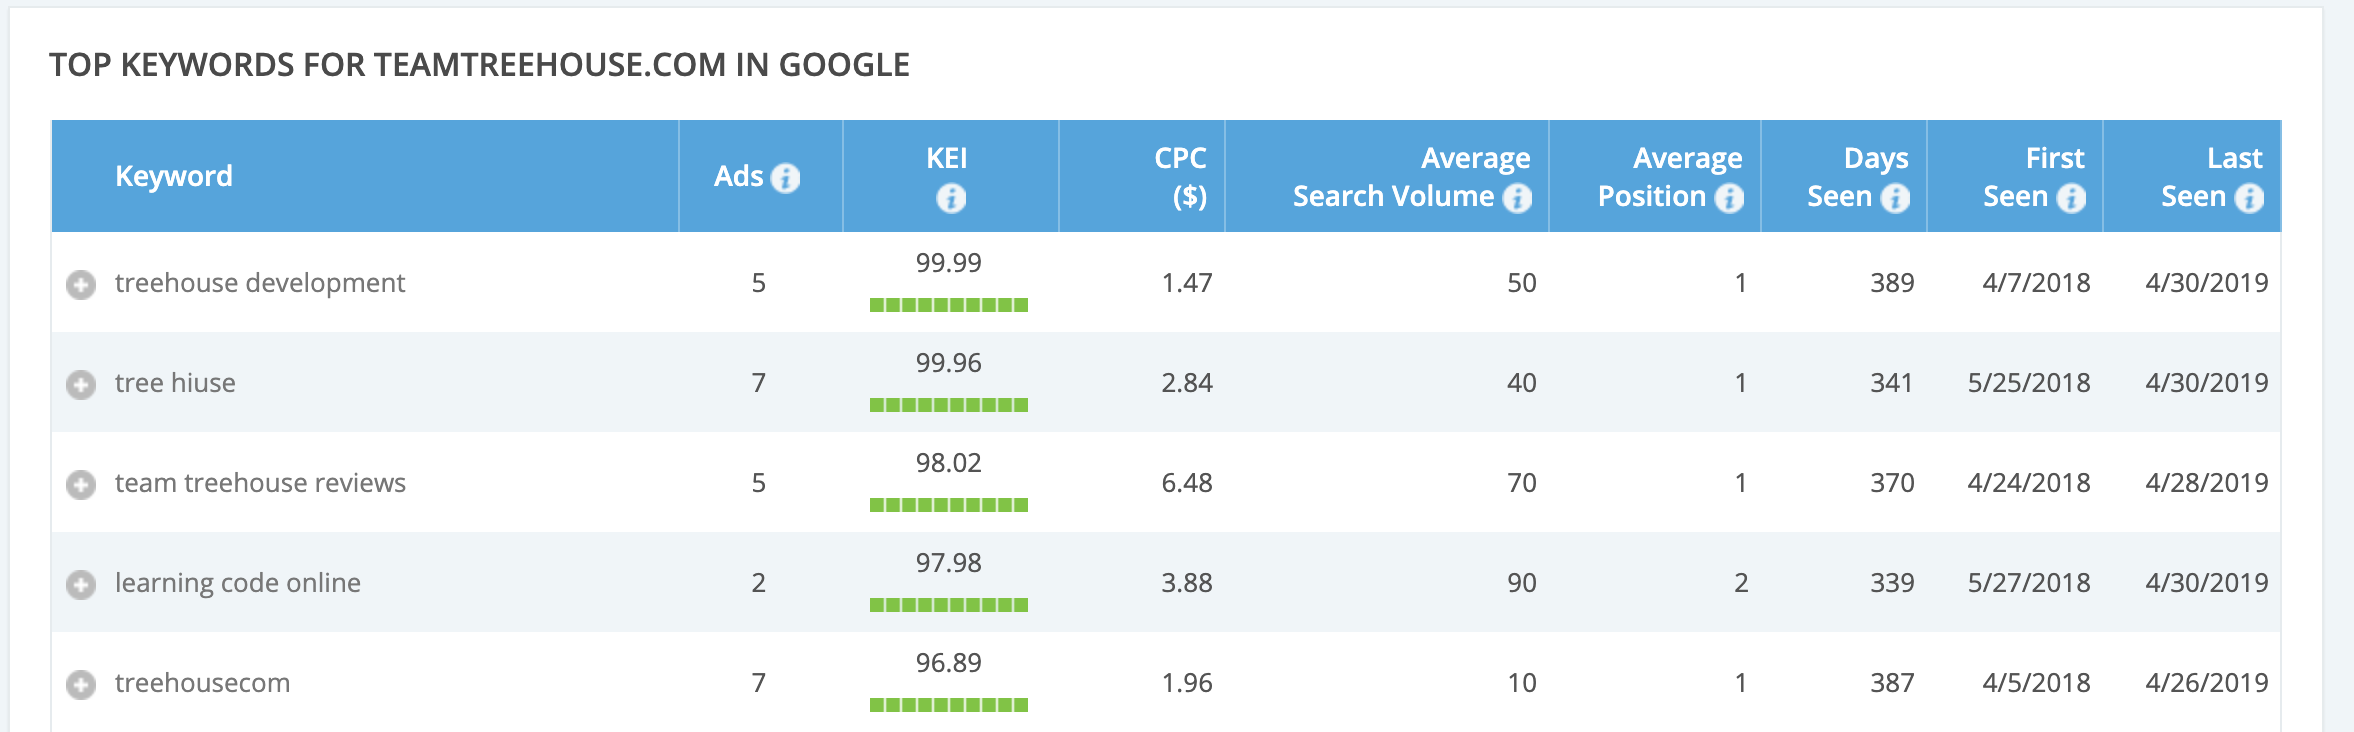 TOP KEYWORDS FOR TEAMTREEHOUSE.COM IN GOOGLE
Keyword Ads i KEI i CPC ($) Average Search Volume i Average Position i Days Seen i First Seen i Last Seen i
treehouse development 5 99.99 1.47 50 1 389 4/7/2018 4/30/2019
tree hiuse 7 99.96 2.84 40 1 341 5/25/2018 4/30/2019
team treehouse reviews 5 98.02 6.48 70 1 370 4/24/2018 4/28/2019
learning code online 2 97.98 3.88 90 2 339 5/27/2018 4/30/2019
treehousecom 7 96.89 1.96 10 1 387 4/5/2018 4/26/2019